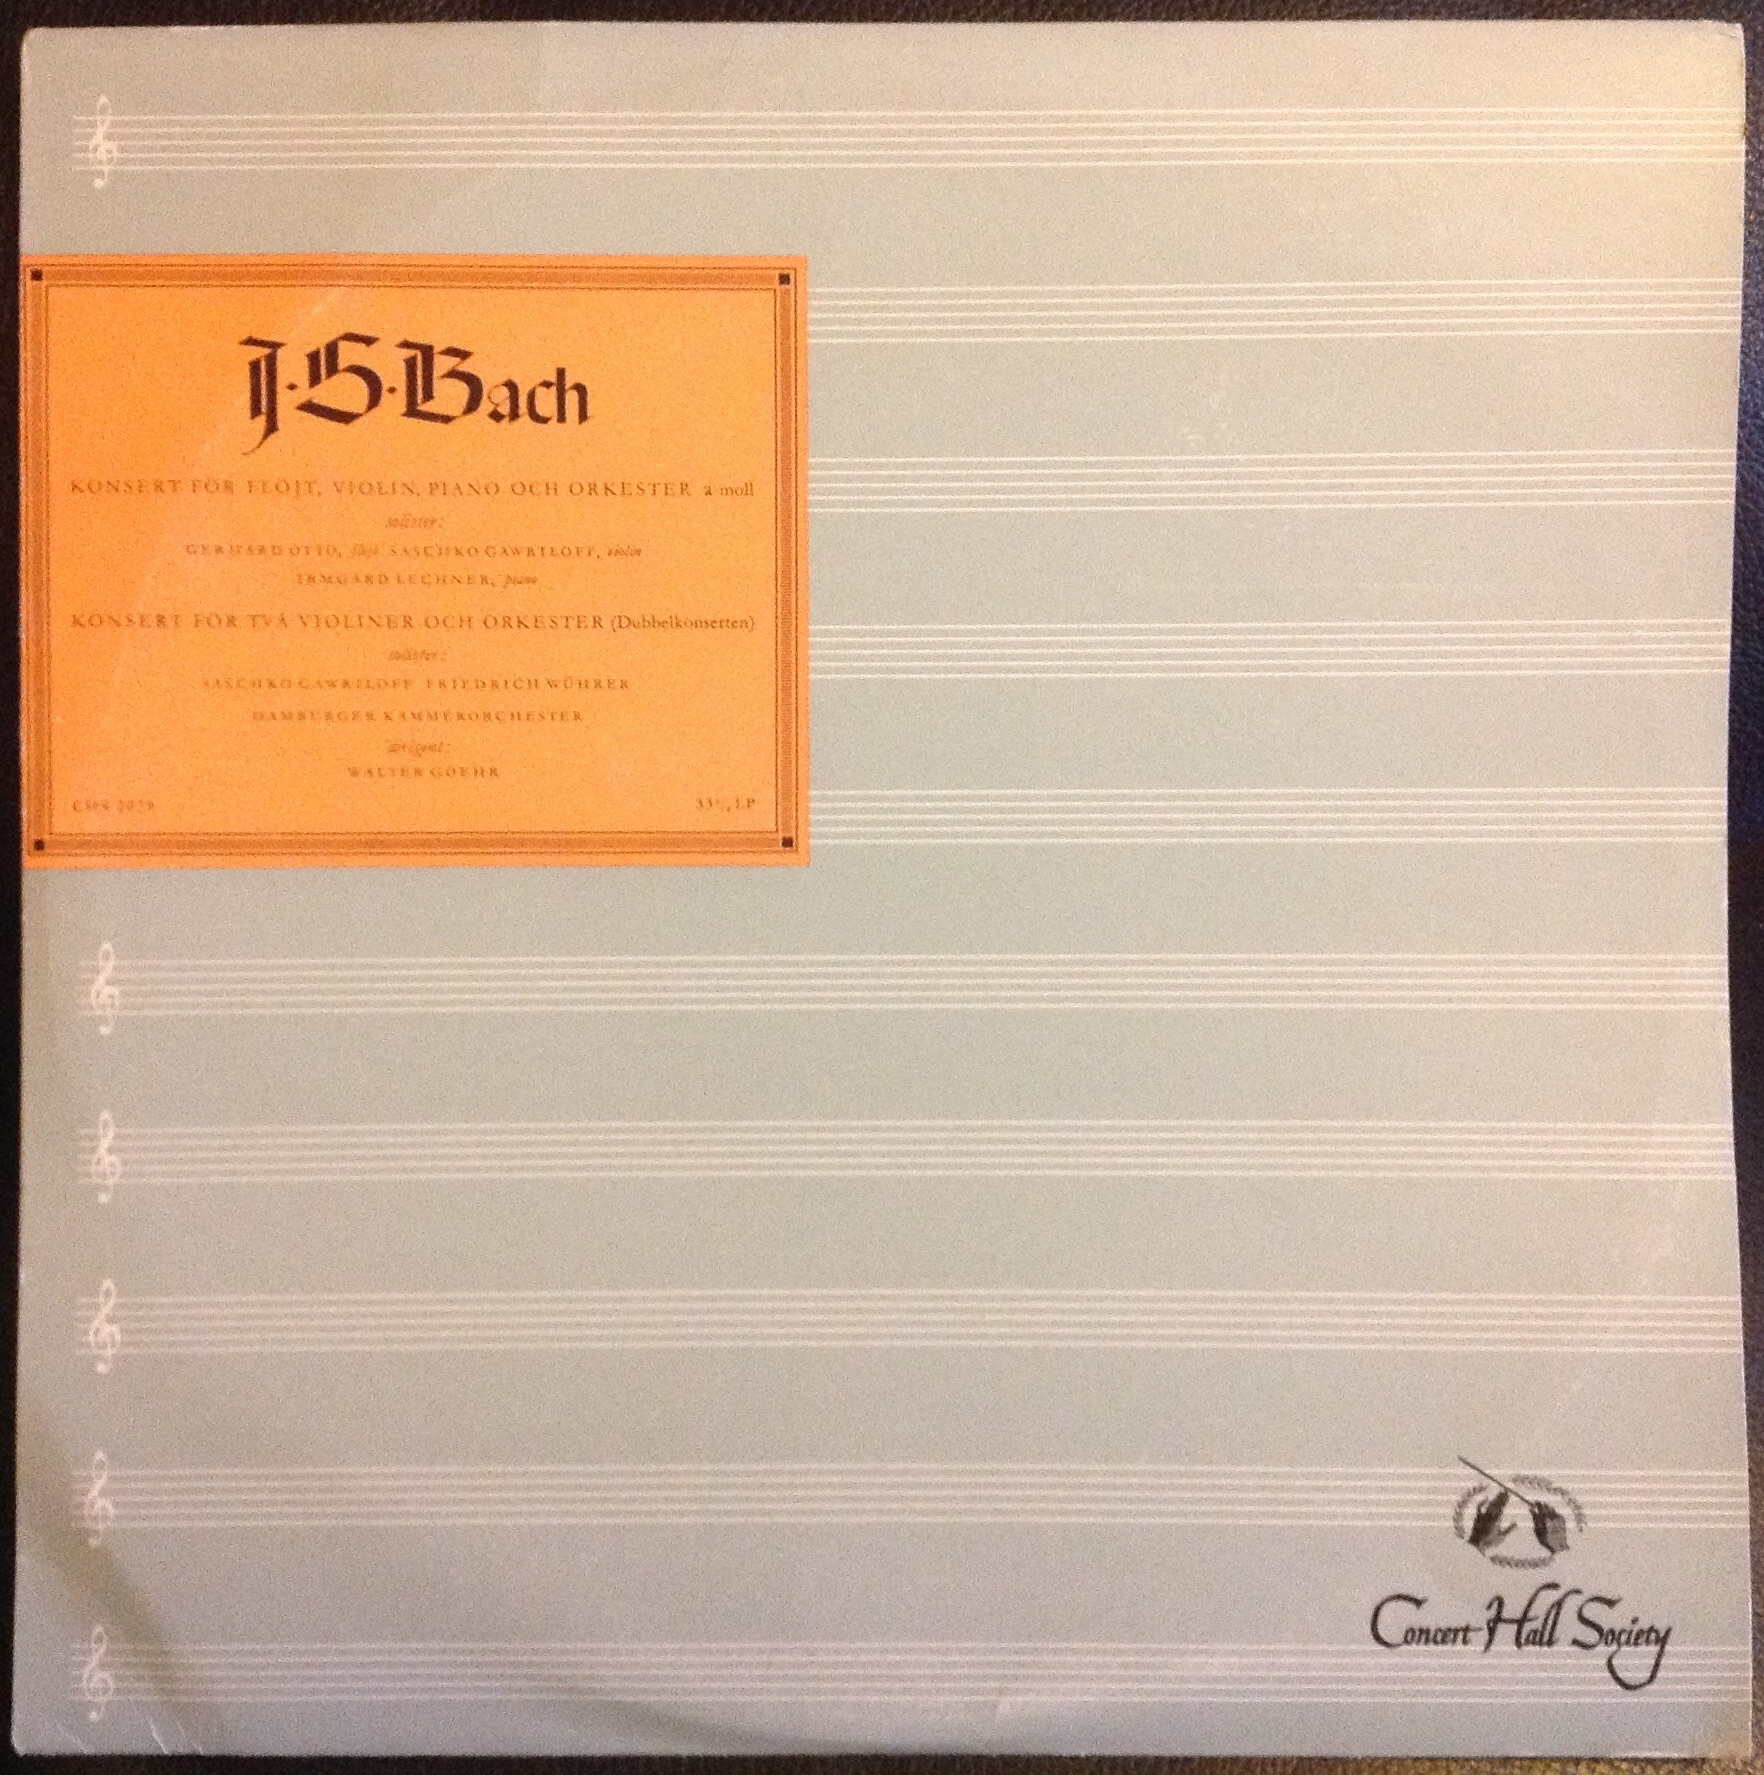 J·S·Bach
KONSERT FÖR FLÖJT, VIOLIN, PIANO OCH ORKESTER a-moll
solister:
GERHARD OTTO, flöjt SASCHKO GAWRILOFF, violin
IRMGARD LECHNER, piano
KONSERT FÖR TVÅ VIOLINER OCH ORKESTER (Dubbelkonserten)
solister:
SASCHKO GAWRILOFF FRIEDRICH WÜHRER
HAMBURGER KAMMERORCHESTER
dirigent:
WALTER GOEHR
33⅓ LP
Concert Hall Society